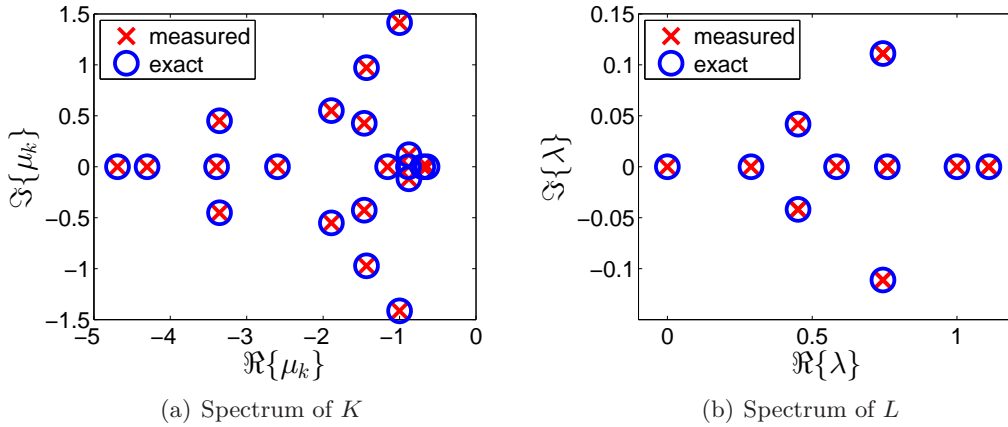 1.5
1
0.5
0
−0.5
−1
−1.5
ℑ{μk}
measured
exact
−5 −4 −3 −2 −1 0
ℜ{μk}
(a) Spectrum of K
0.15
0.1
0.05
0
−0.05
−0.1
ℑ{λ}
measured
exact
0 0.5 1
ℜ{λ}
(b) Spectrum of L